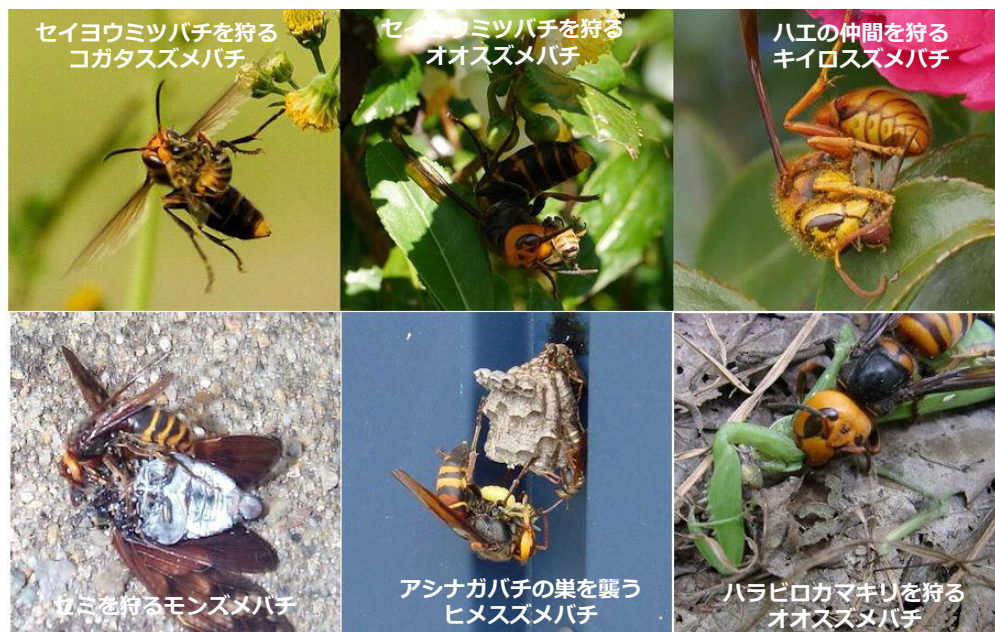 セイヨウミツバチを狩る
コガタスズメバチ
セイヨウミツバチを狩る
オオスズメバチ
ハエの仲間を狩る
キイロスズメバチ
セミを狩るモンズメバチ
アシナガバチの巣を襲う
ヒメスズメバチ
ハラビロカマキリを狩る
オオスズメバチ